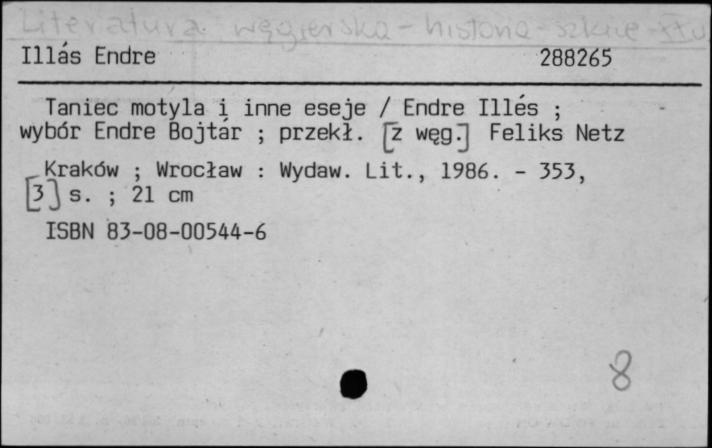 Literatura węgierska - historia - szkice - XX w
Illás Endre 288265
Taniec motyla i inne eseje / Endre Illés ;
wybór Endre Bojtár ; przekł. [z węg.] Feliks Netz
Kraków ; Wrocław : Wydaw. Lit., 1986. - 353,
[3] s. ; 21 cm
ISBN 83-08-00544-6
8